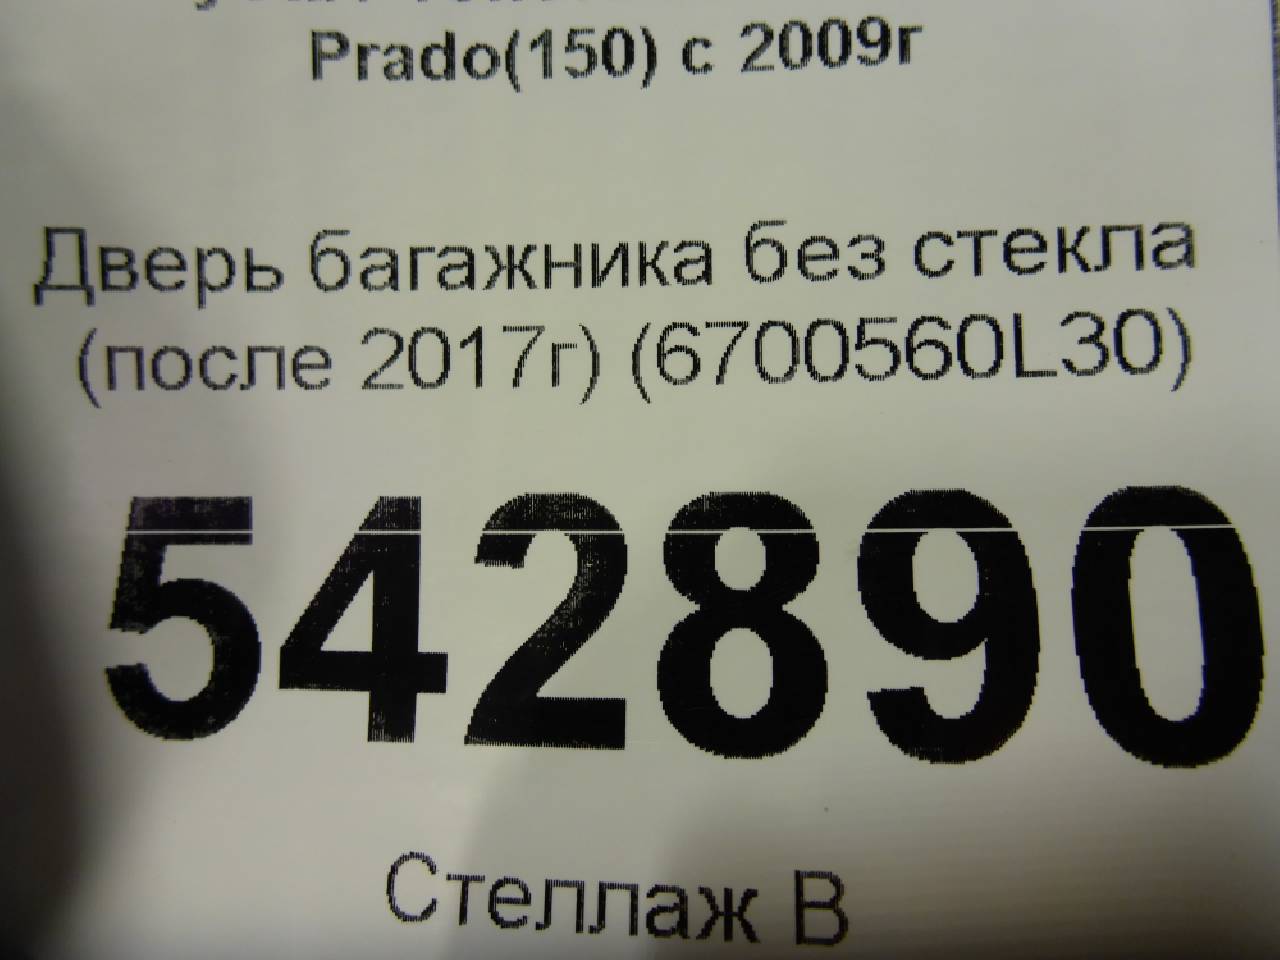 Prado(150) с 2009г
Дверь багажника без стекла
(после 2017г) (6700560L30)
542890
Стеллаж В